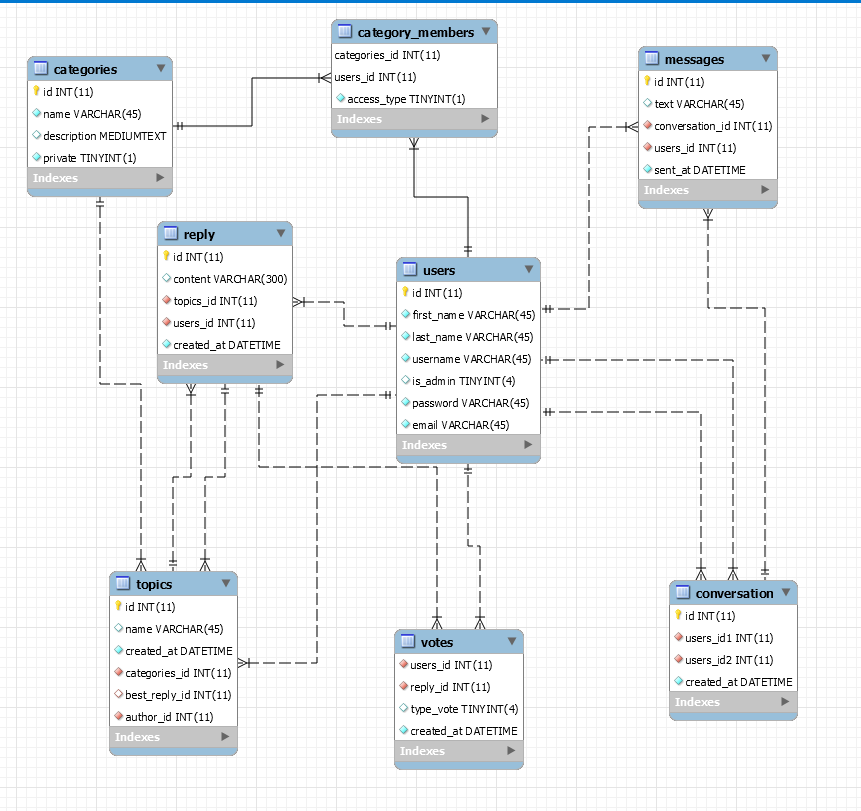 category_members
categories_id INT(11)
users_id INT(11)
access_type TINYINT(1)
Indexes
categories
id INT(11)
name VARCHAR(45)
description MEDIUMTEXT
private TINYINT(1)
Indexes
messages
id INT(11)
text VARCHAR(45)
conversation_id INT(11)
users_id INT(11)
sent_at DATETIME
Indexes
reply
id INT(11)
content VARCHAR(300)
topics_id INT(11)
users_id INT(11)
created_at DATETIME
Indexes
users
id INT(11)
first_name VARCHAR(45)
last_name VARCHAR(45)
username VARCHAR(45)
is_admin TINYINT(4)
password VARCHAR(45)
email VARCHAR(45)
Indexes
topics
id INT(11)
name VARCHAR(45)
created_at DATETIME
categories_id INT(11)
best_reply_id INT(11)
author_id INT(11)
Indexes
votes
users_id INT(11)
reply_id INT(11)
type_vote TINYINT(4)
created_at DATETIME
Indexes
conversation
id INT(11)
users_id1 INT(11)
users_id2 INT(11)
created_at DATETIME
Indexes